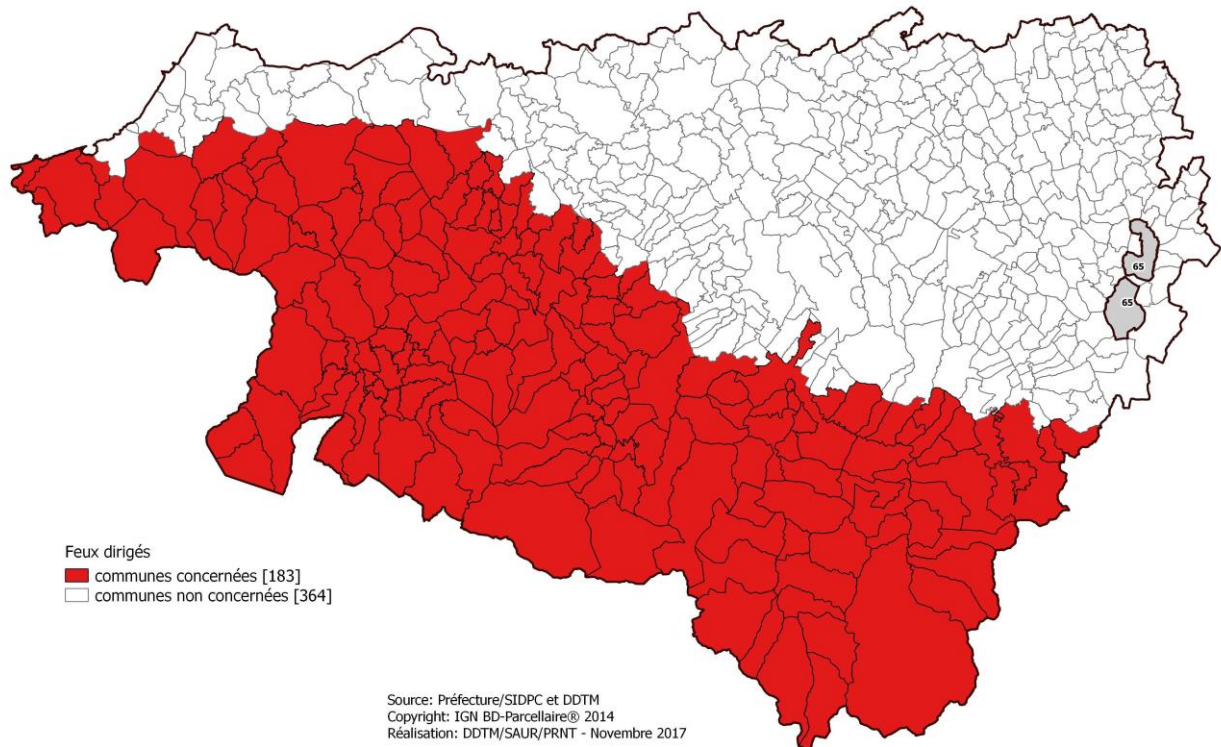 65
65
Feux dirigés
communes concernées [183]
communes non concernées [364]
Source: Préfecture/SIDPC et DDTM
Copyright: IGN BD-Parcellaire® 2014
Réalisation: DDTM/SAUR/PRNT - Novembre 2017